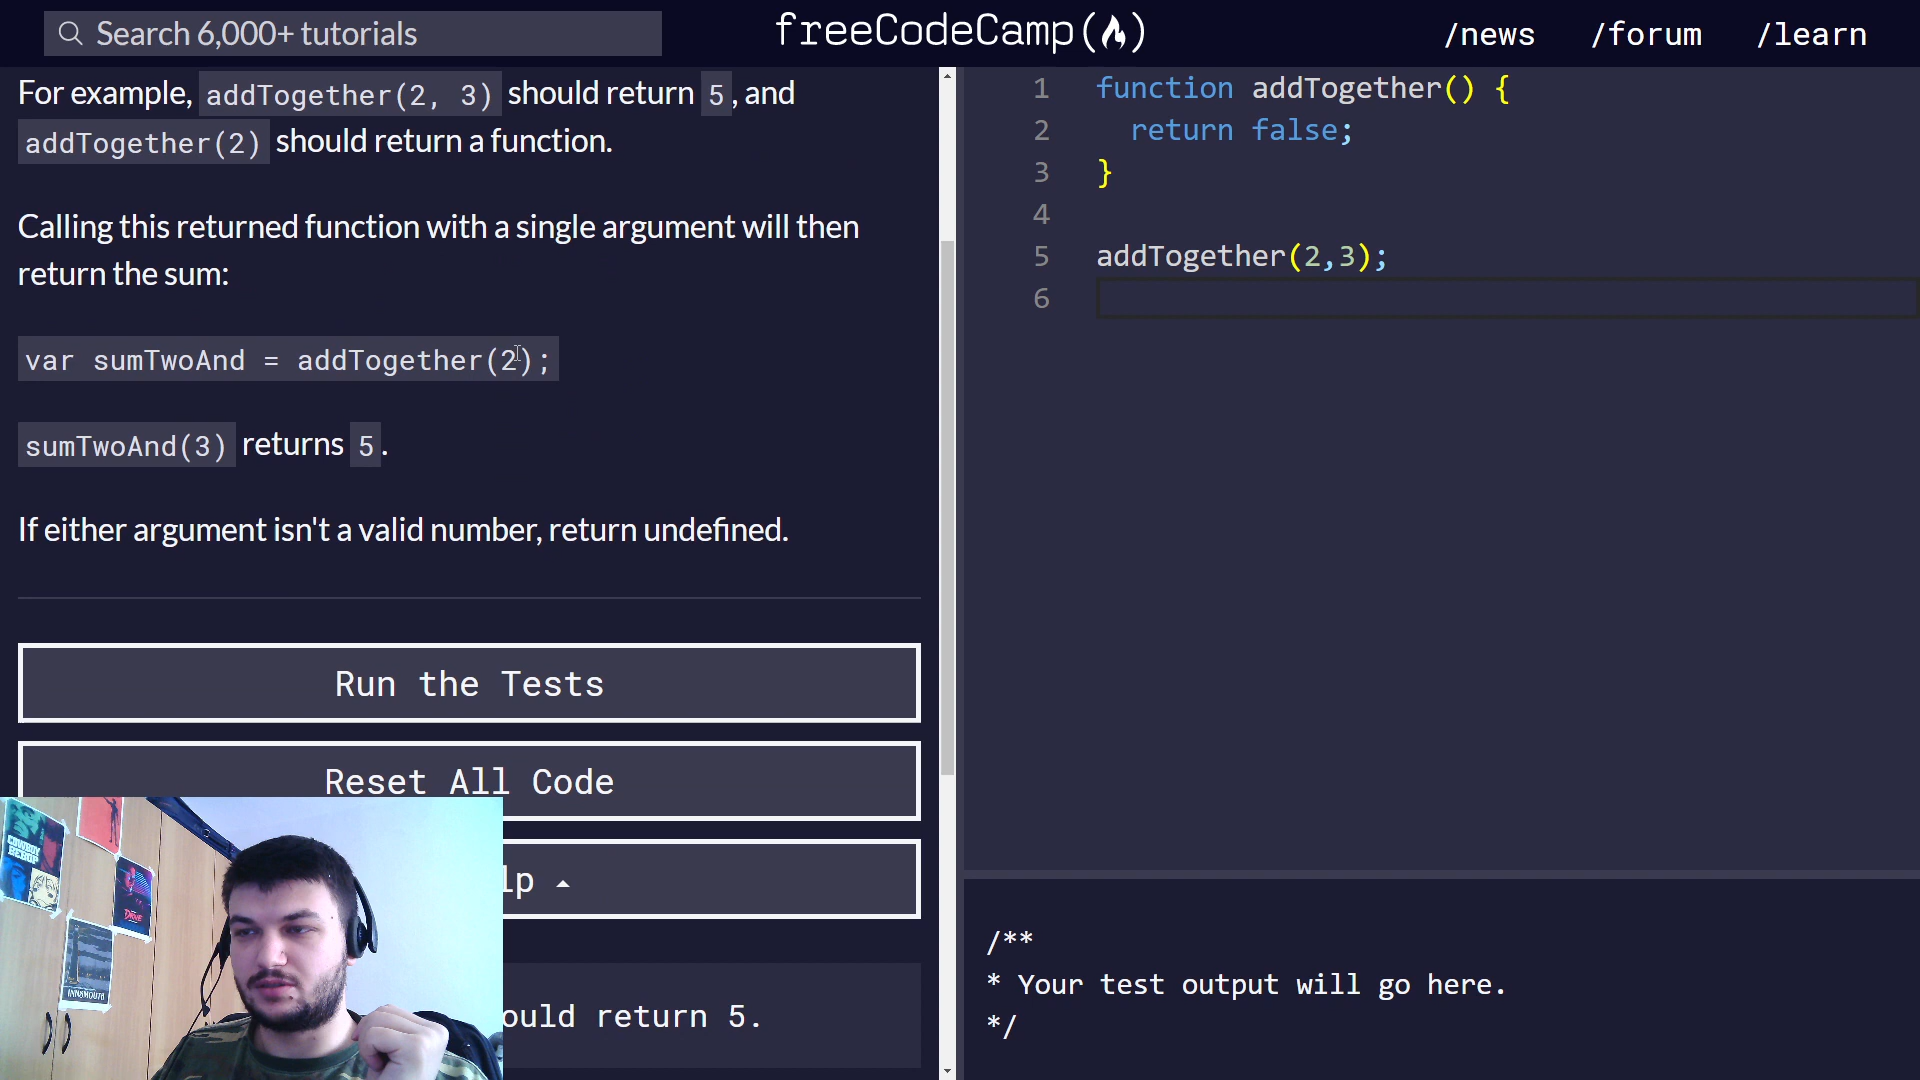 Search 6,000+ tutorials
freeCodeCamp
/news
/forum
/learn
For example, addTogether(2, 3) should return 5, and
addTogether(2) should return a function.
Calling this returned function with a single argument will then
return the sum:
var sumTwoAnd = addTogether(2);
sumTwoAnd(3) returns 5.
If either argument isn't a valid number, return undefined.
Run the Tests
Reset All Code
lp
ould return 5.
1 function addTogether() {
2 return false;
3 }
4
5 addTogether(2,3);
6
/**
* Your test output will go here.
*/
COWBOY
BEBOP
DRIVE
INNSMOUTH